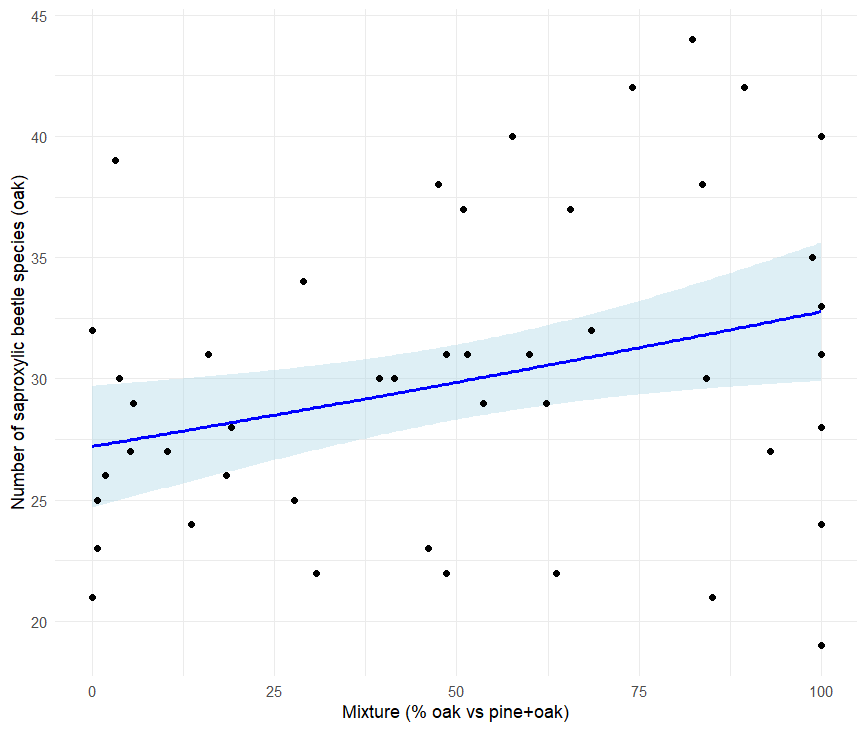 45
40
35
30
25
20
Number of saproxylic beetle species (oak)
0 25 50 75 100
Mixture (% oak vs pine+oak)